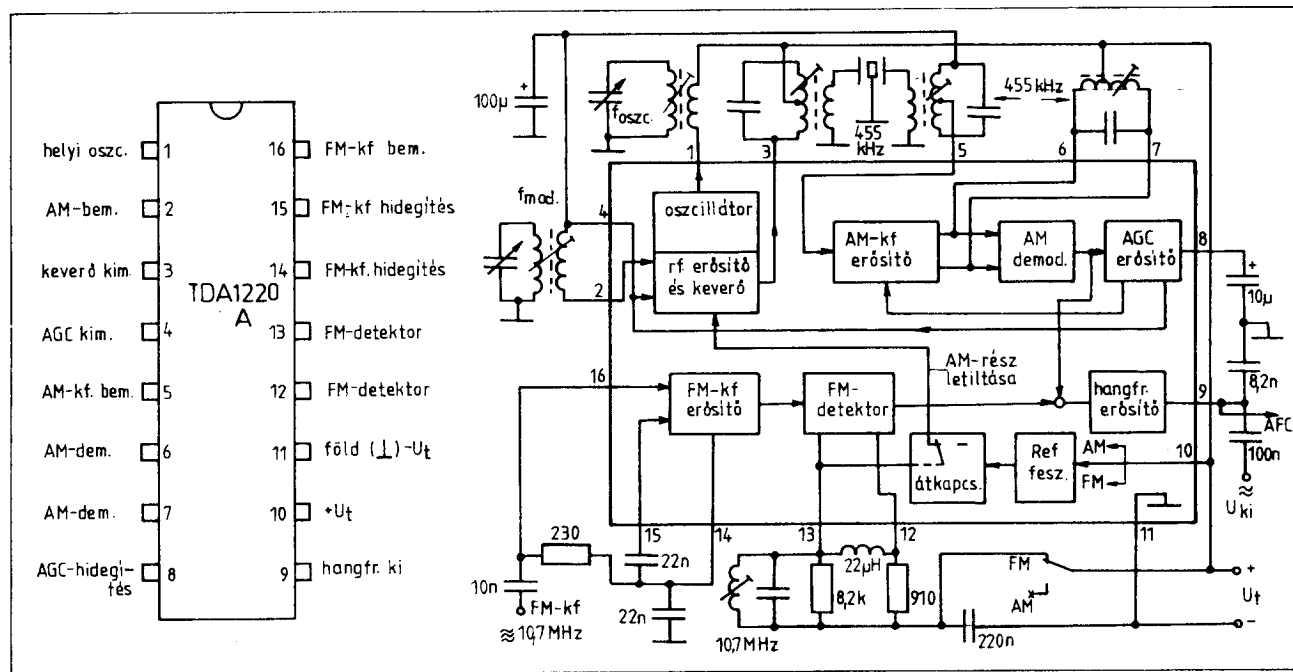 helyi oszc.
1
16
FM-kf bem.
AM-bem.
2
15
FM-kf hidegítés
keverő kim.
3
14
FM-kf. hidegítés
TDA1220
A
AGC kim.
4
13
FM-detektor
AM-kf. bem.
5
12
FM-detektor
AM-dem.
6
11
föld (⊥)-Ut
AM-dem.
7
10
+Ut
AGC-hidegí-
tés
8
9
hangfr. ki
100µ
+
foszc.
455
kHz
455 kHz
1
3
5
6
7
fmod.
4
2
oszcillátor
rf. erősítő
és keverő
AM-kf
erősítő
AM
demod.
AGC
erősítő
8
+
10µ
8,2n
AM-rész
letiltása
16
FM-kf
erősítő
FM-
detektor
hangfr.
erősítő
9
AFC
100n
átkapcs.
Ref
fesz.
AM
FM
10
≈
Uki
15
14
13
12
11
230
22n
10n
FM-kf
≈ 10,7 MHz
22n
10,7MHz
22µH
8,2k
910
FM
AM
220n
+
Ut
-